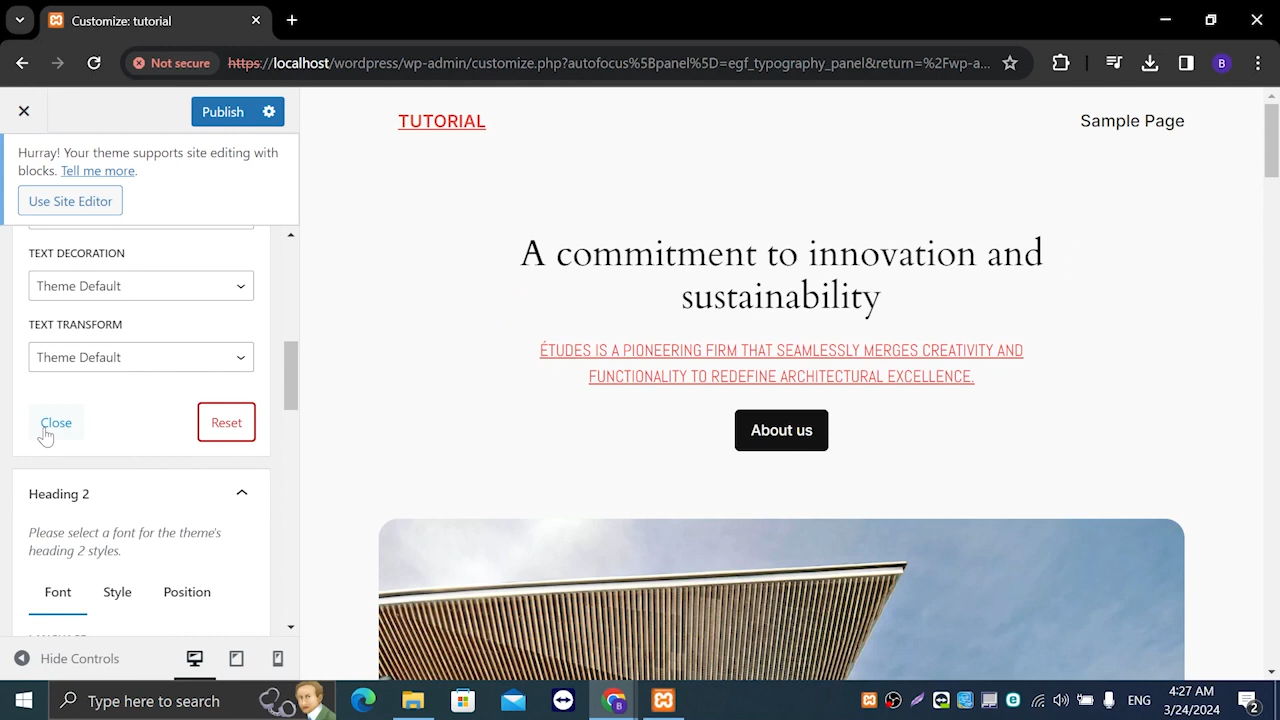 Customize: tutorial
Not secure
https://localhost/wordpress/wp-admin/customize.php?autofocus%5Bpanel%5D=egf_typography_panel&return=%2Fwp-a...
B
Publish
Hurray! Your theme supports site editing with
blocks. Tell me more.
Use Site Editor
TEXT DECORATION
Theme Default
TEXT TRANSFORM
Theme Default
Close
Reset
Heading 2
Please select a font for the theme's
heading 2 styles.
Font
Style
Position
Hide Controls
TUTORIAL
Sample Page
A commitment to innovation and
sustainability
ÉTUDES IS A PIONEERING FIRM THAT SEAMLESSLY MERGES CREATIVITY AND
FUNCTIONALITY TO REDEFINE ARCHITECTURAL EXCELLENCE.
About us
Type here to search
ENG
4:27 AM
3/24/2024
2